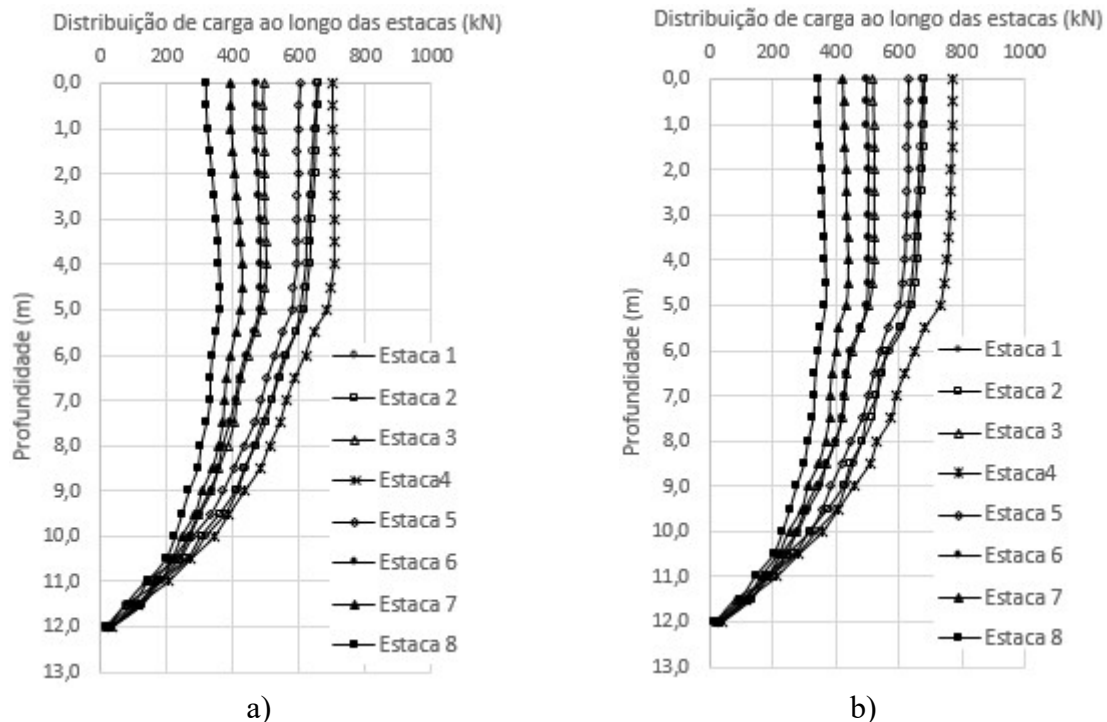 a)
Distribuição de carga ao longo das estacas (kN)
0 200 400 600 800 1000
0,0
1,0
2,0
3,0
4,0
5,0
6,0
7,0
8,0
9,0
10,0
11,0
12,0
13,0
Profundidade (m)
Estaca 1
Estaca 2
Estaca 3
Estaca4
Estaca 5
Estaca 6
Estaca 7
Estaca 8
a)
b)
Distribuição de carga ao longo das estacas (kN)
0 200 400 600 800 1000
0,0
1,0
2,0
3,0
4,0
5,0
6,0
7,0
8,0
9,0
10,0
11,0
12,0
13,0
Profundidade (m)
Estaca 1
Estaca 2
Estaca 3
Estaca4
Estaca 5
Estaca 6
Estaca 7
Estaca 8
b)